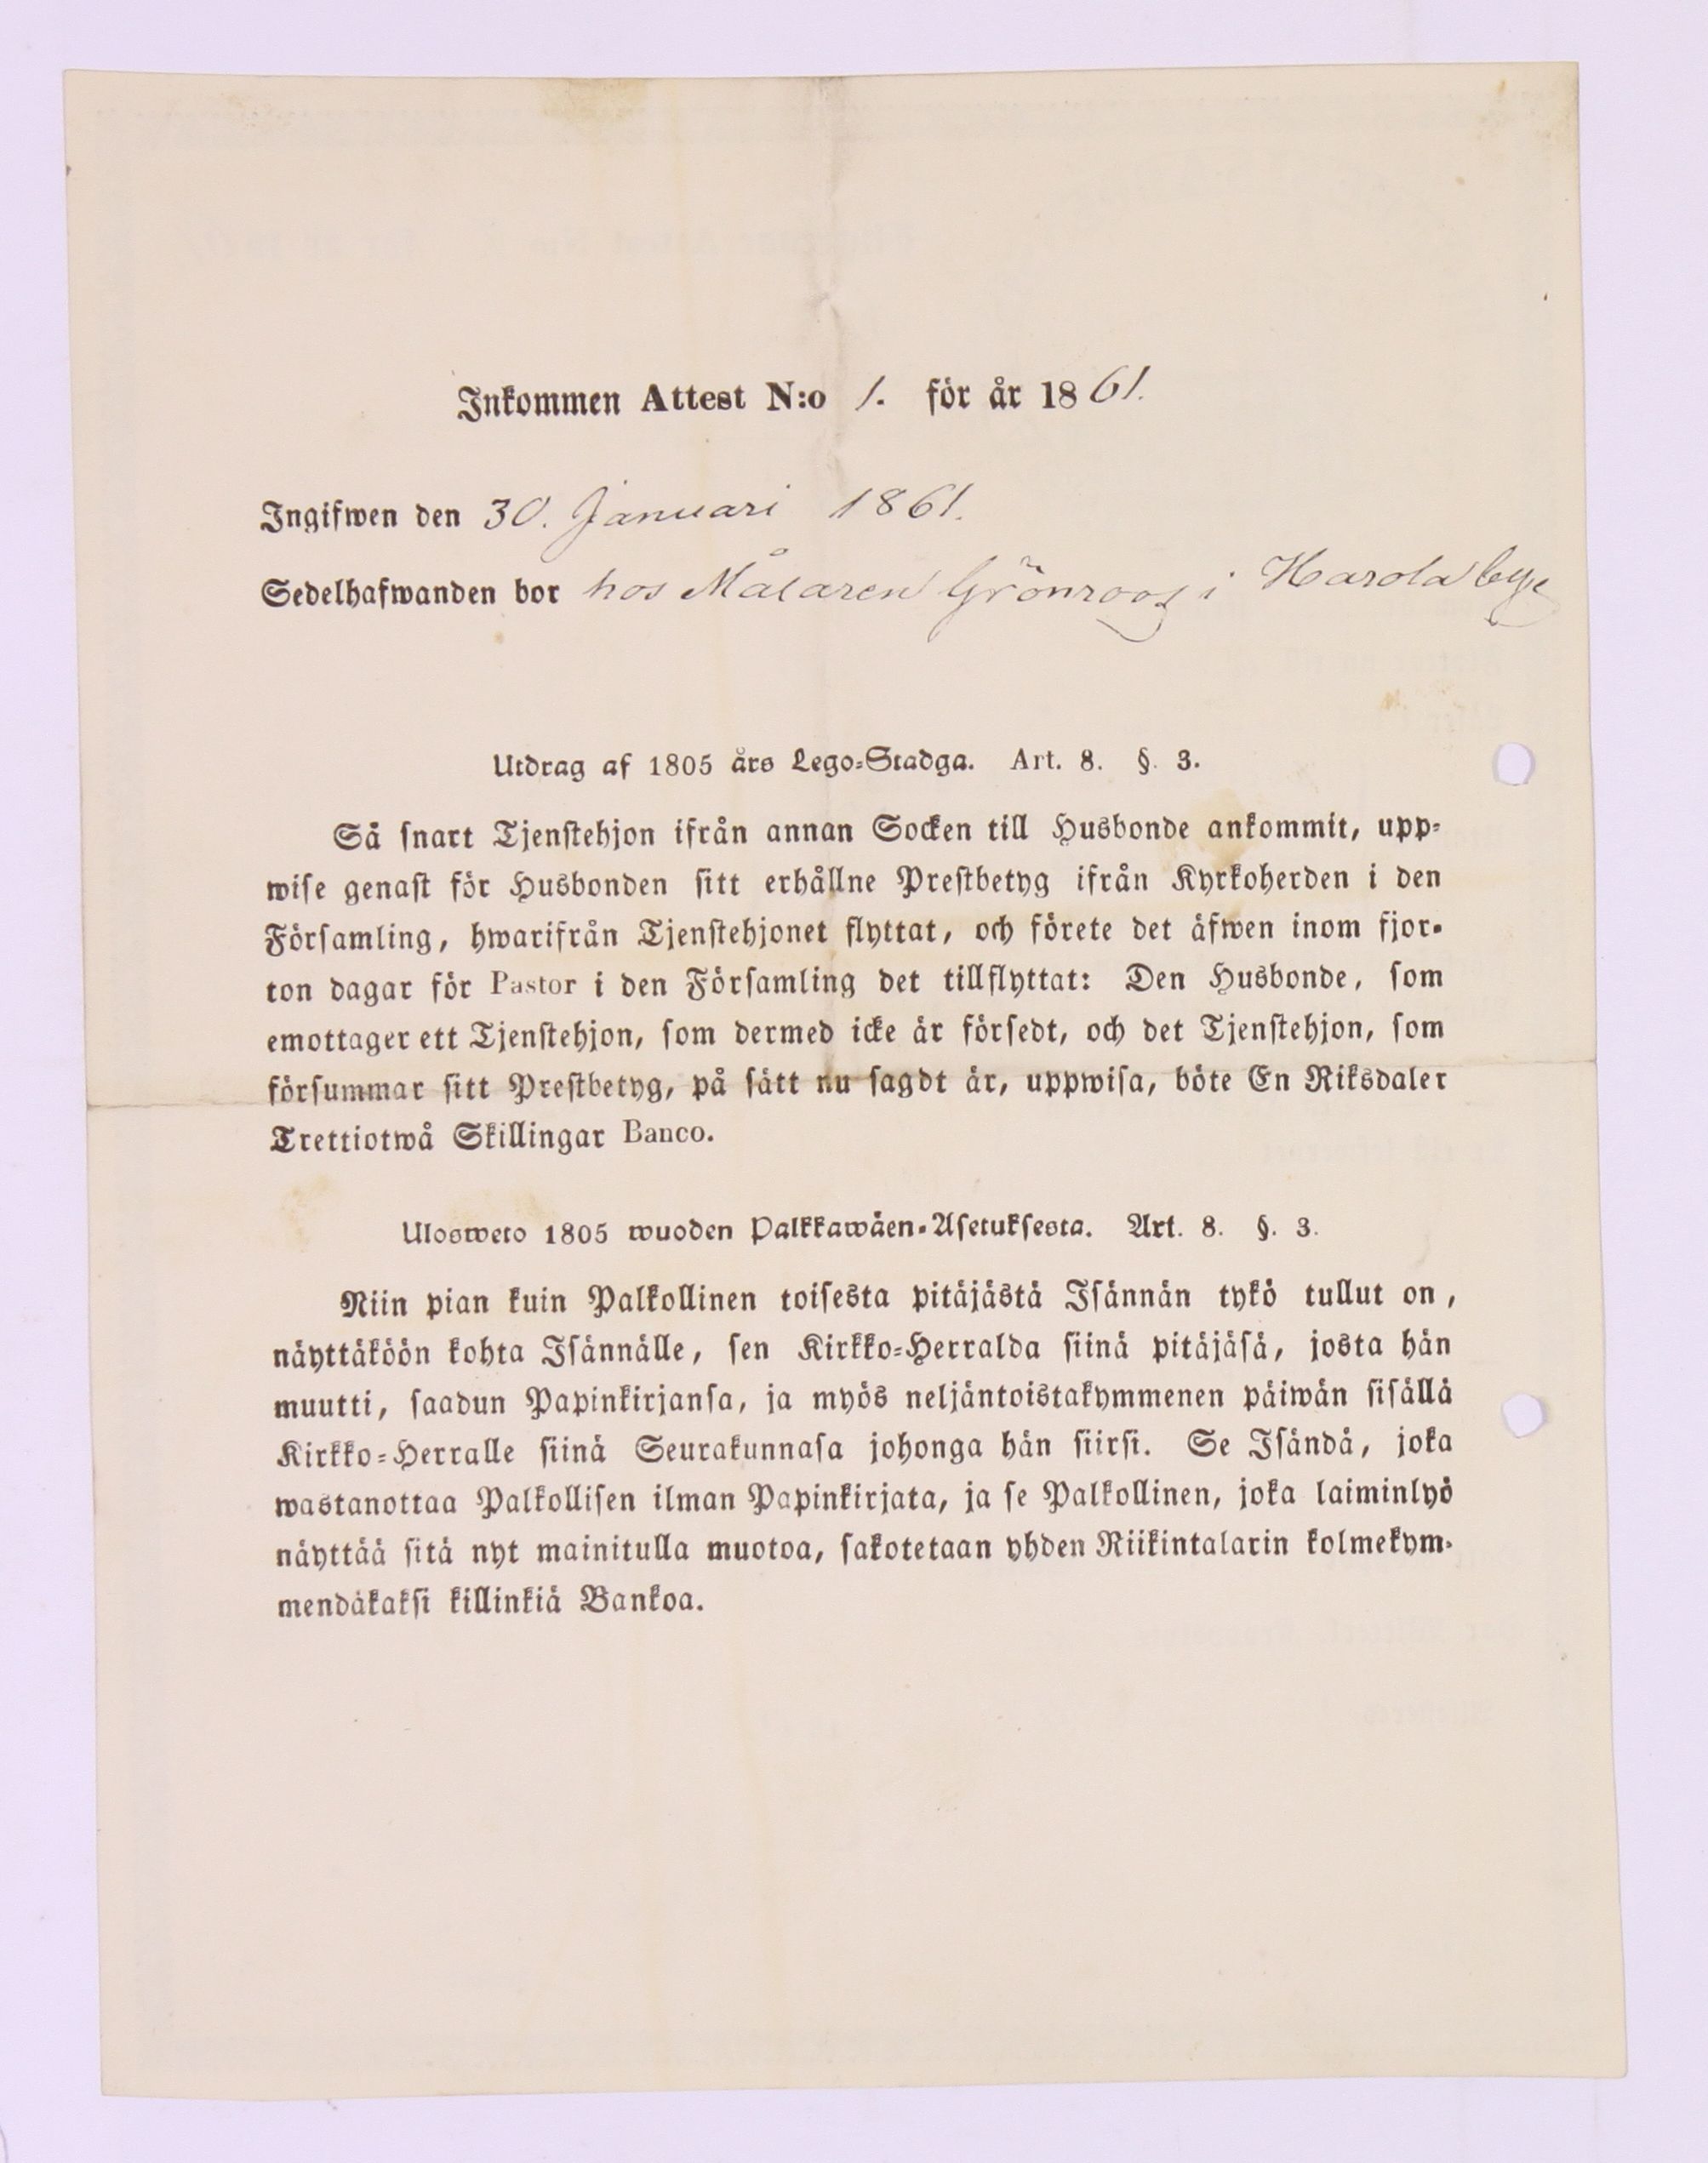 Inkommen Attest N:o 1. för år 1861.
Ingifwen den 30. Januari 1861.
Sedelhafwanden bor hos Målaren Grönroos i Harola by
Utdrag af 1805 års Lego=Stadga. Art. 8. §. 3.
Så snart Tjenstehjon ifrån annan Socken till Husbonde ankommit, upp=
wise genast för Husbonden sitt erhållne Prestbetyg ifrån Kyrkoherden i den
Församling, hwarifrån Tjenstehjonet flyttat, och förete det äfwen inom fjor=
ton dagar för Pastor i den Församling det tillflyttat: Den Husbonde, som
emottager ett Tjenstehjon, som dermed icke är försedt, och det Tjenstehjon, som
försummar sitt Prestbetyg, på sätt nu sagdt är, uppwisa, böte En Riksdaler
Trettiotwå Skillingar Banco.
Ulosweto 1805 wuoden Palkkawäen=Asetuksesta. Art. 8. §. 3.
Niin pian kuin Palkollinen toisesta pitäjästä Isännän tykö tullut on,
näyttäköön kohta Isännälle, sen Kirkko=Herralda siinä pitäjäsä, josta hän
muutti, saadun Papinkirjansa, ja myös neljäntoistakymmenen päiwän sisällä
Kirkko=Herralle siinä Seurakunnasa johonga hän siirsi. Se Isändä, joka
wastanottaa Palkollisen ilman Papinkirjata, ja se Palkollinen, joka laiminlyö
näyttää sitä nyt mainitulla muotoa, sakotetaan yhden Riikintalarin kolmekym=
mendäkaksi killinkiä Bankoa.